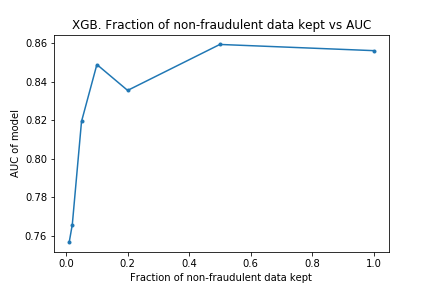 XGB. Fraction of non-fraudulent data kept vs AUC
0.86
0.84
0.82
0.80
0.78
0.76
AUC of model
0.0 0.2 0.4 0.6 0.8 1.0
Fraction of non-fraudulent data kept